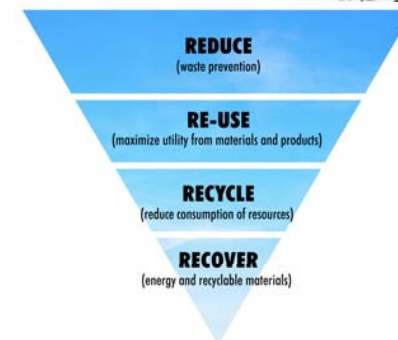 REDUCE
(waste prevention)
RE-USE
(maximize utility from materials and products)
RECYCLE
(reduce consumption of resources)
RECOVER
(energy and recyclable materials)